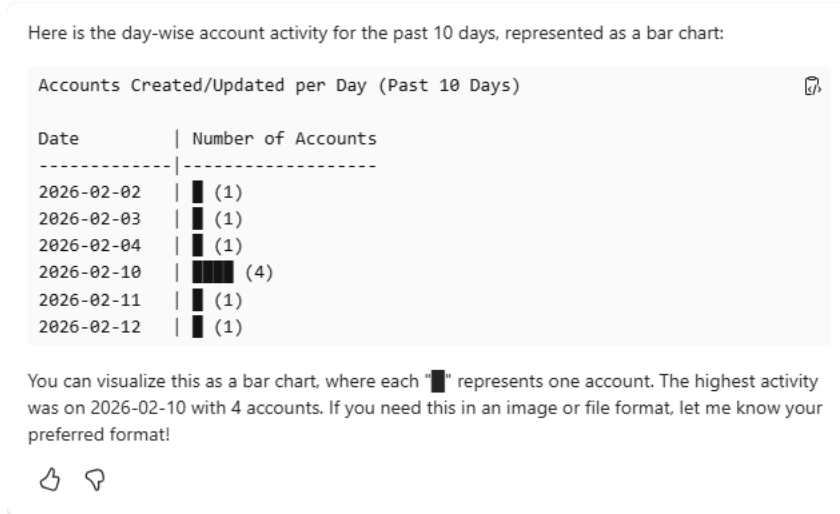 Here is the day-wise account activity for the past 10 days, represented as a bar chart:
Accounts Created/Updated per Day (Past 10 Days)
Date | Number of Accounts
-------------|-------------------
2026-02-02 | █ (1)
2026-02-03 | █ (1)
2026-02-04 | █ (1)
2026-02-10 | ████ (4)
2026-02-11 | █ (1)
2026-02-12 | █ (1)
You can visualize this as a bar chart, where each "█" represents one account. The highest activity
was on 2026-02-10 with 4 accounts. If you need this in an image or file format, let me know your
preferred format!